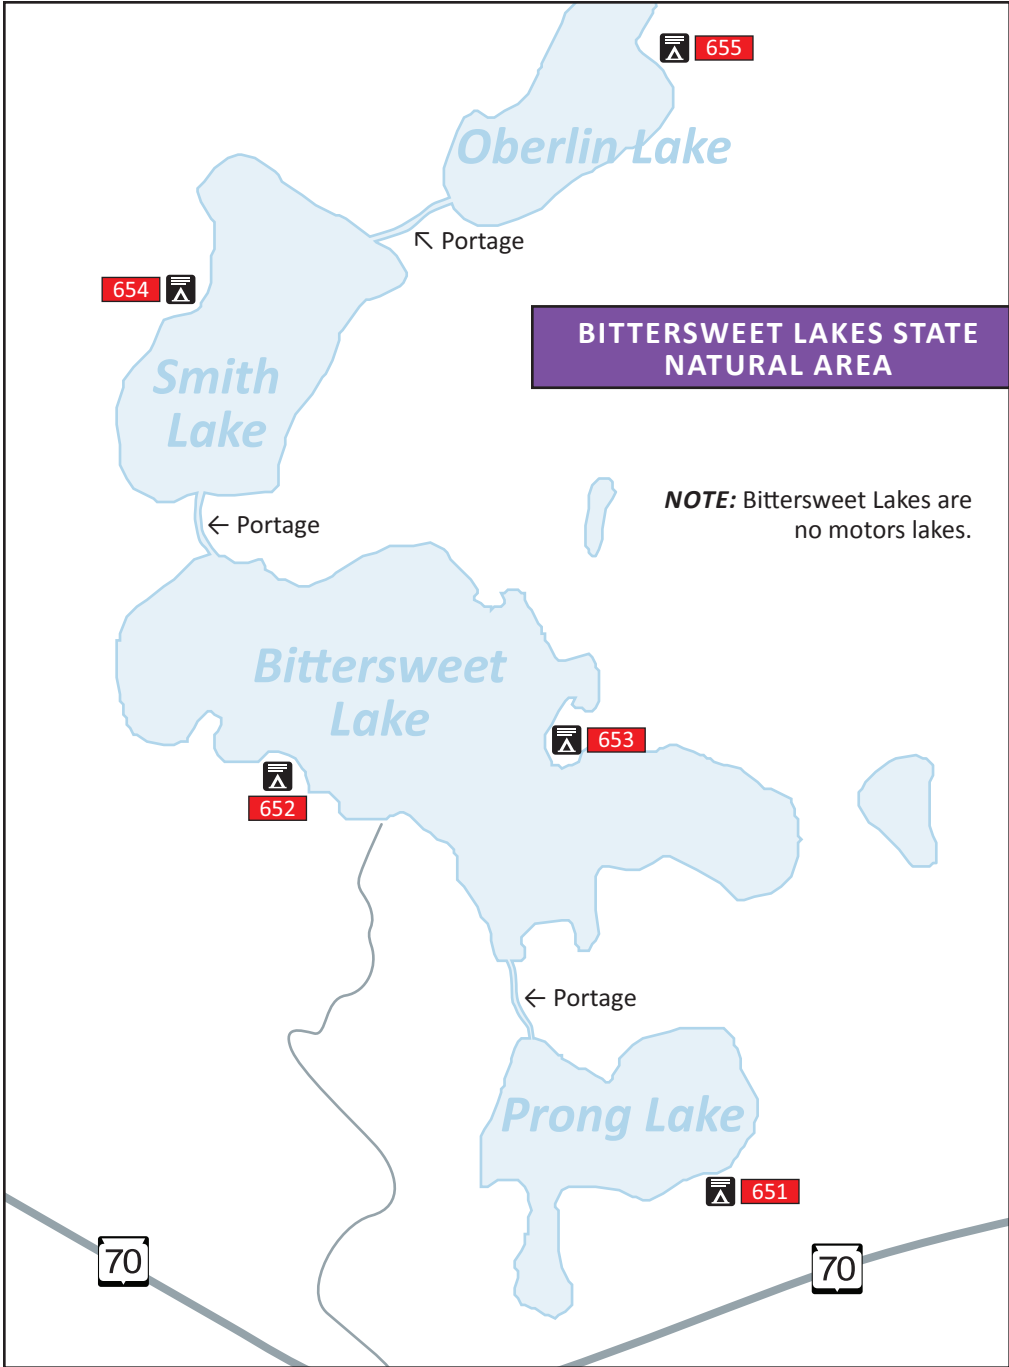 655
Oberlin Lake
Portage
654
BITTERSWEET LAKES STATE
NATURAL AREA
Smith
Lake
NOTE: Bittersweet Lakes are
no motors lakes.
Portage
Bittersweet
Lake
653
652
Portage
Prong Lake
651
70
70